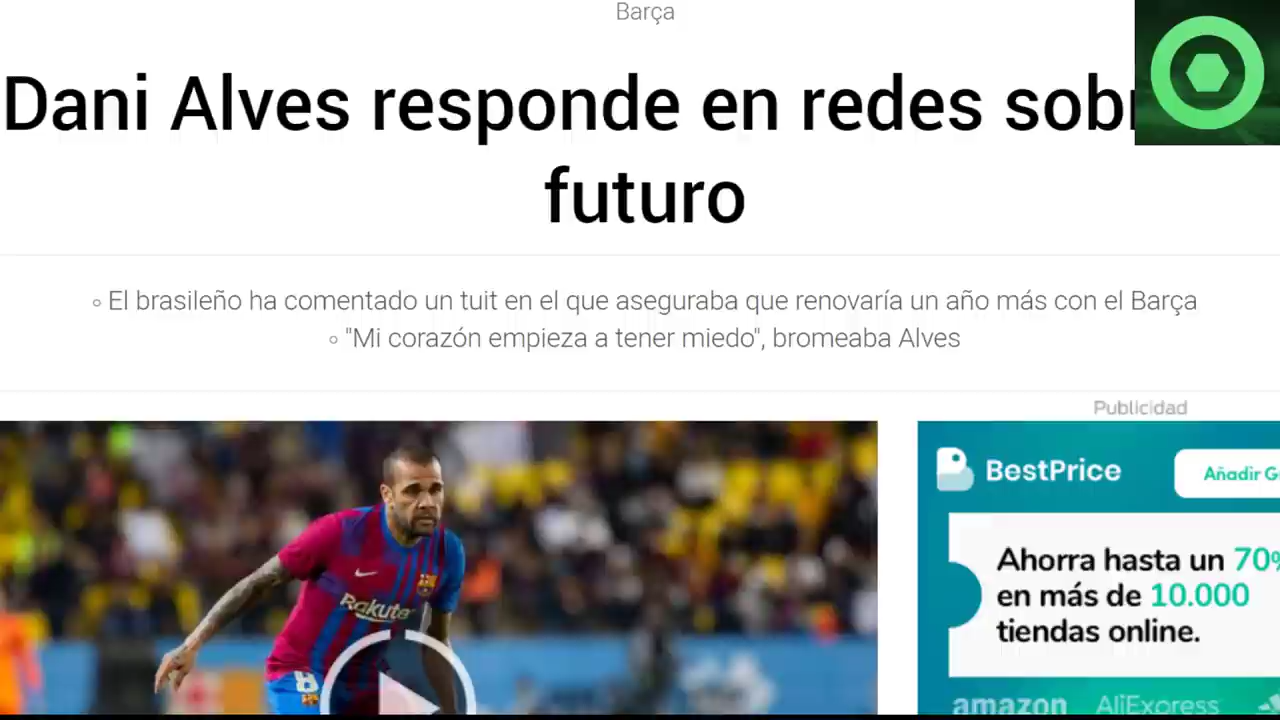 Barça
Dani Alves responde en redes
futuro
◦ El brasileño ha comentado un tuit en el que aseguraba que renovaría un año más con el Barça
◦ "Mi corazón empieza a tener miedo", bromeaba Alves
Publicidad
BestPrice
Añadir
Ahorra hasta un 70%
en más de 10.000
tiendas online.
amazon AliExpress
Rakuten
8